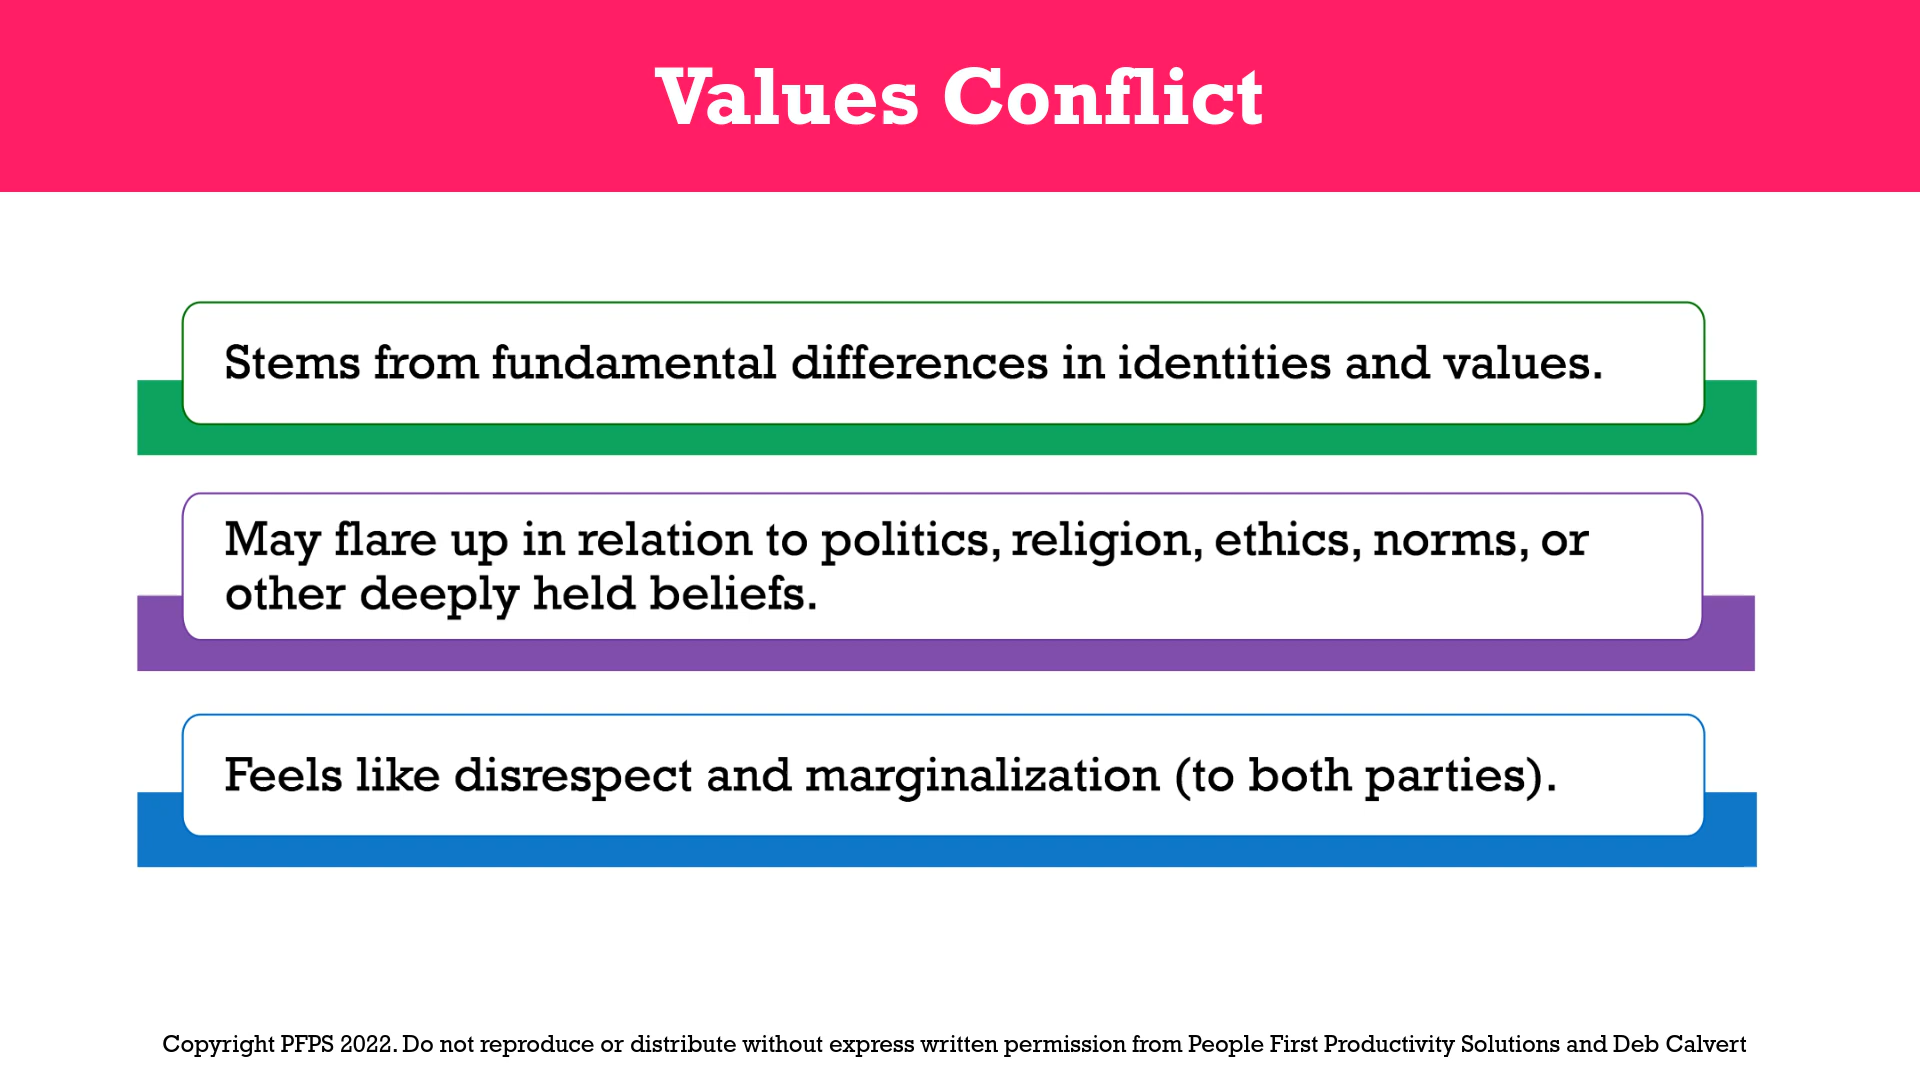 Values Conflict
Stems from fundamental differences in identities and values.
May flare up in relation to politics, religion, ethics, norms, or
other deeply held beliefs.
Feels like disrespect and marginalization (to both parties).
Copyright PFPS 2022. Do not reproduce or distribute without express written permission from People First Productivity Solutions and Deb Calvert